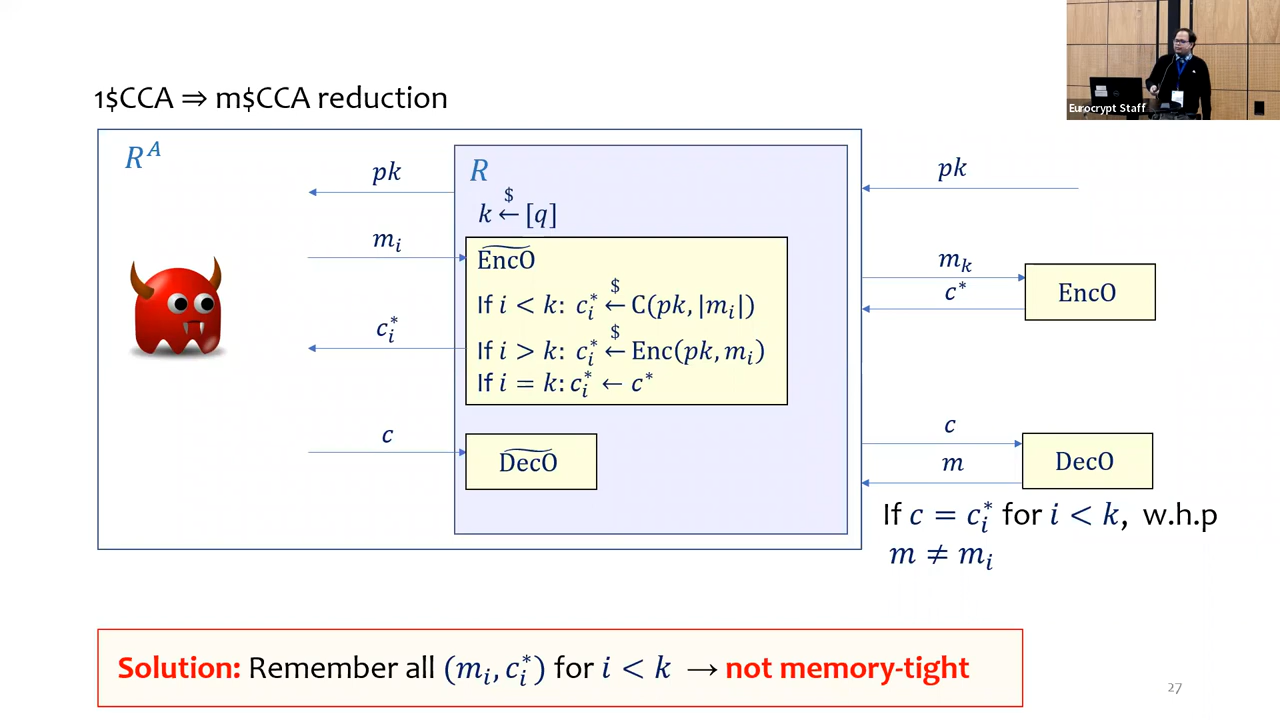 Eurocrypt Staff
1$CCA ⇒ m$CCA reduction
R^A
pk
R
pk
k ←$ [q]
m_i
EncO
m_k
EncO
c*
If i < k: c_i* ←$ C(pk, |m_i|)
c_i*
If i > k: c_i* ←$ Enc(pk, m_i)
If i = k: c_i* ← c*
c
DecO
c
DecO
m
If c = c_i* for i < k, w.h.p
m ≠ m_i
Solution: Remember all (m_i, c_i*) for i < k → not memory-tight
27